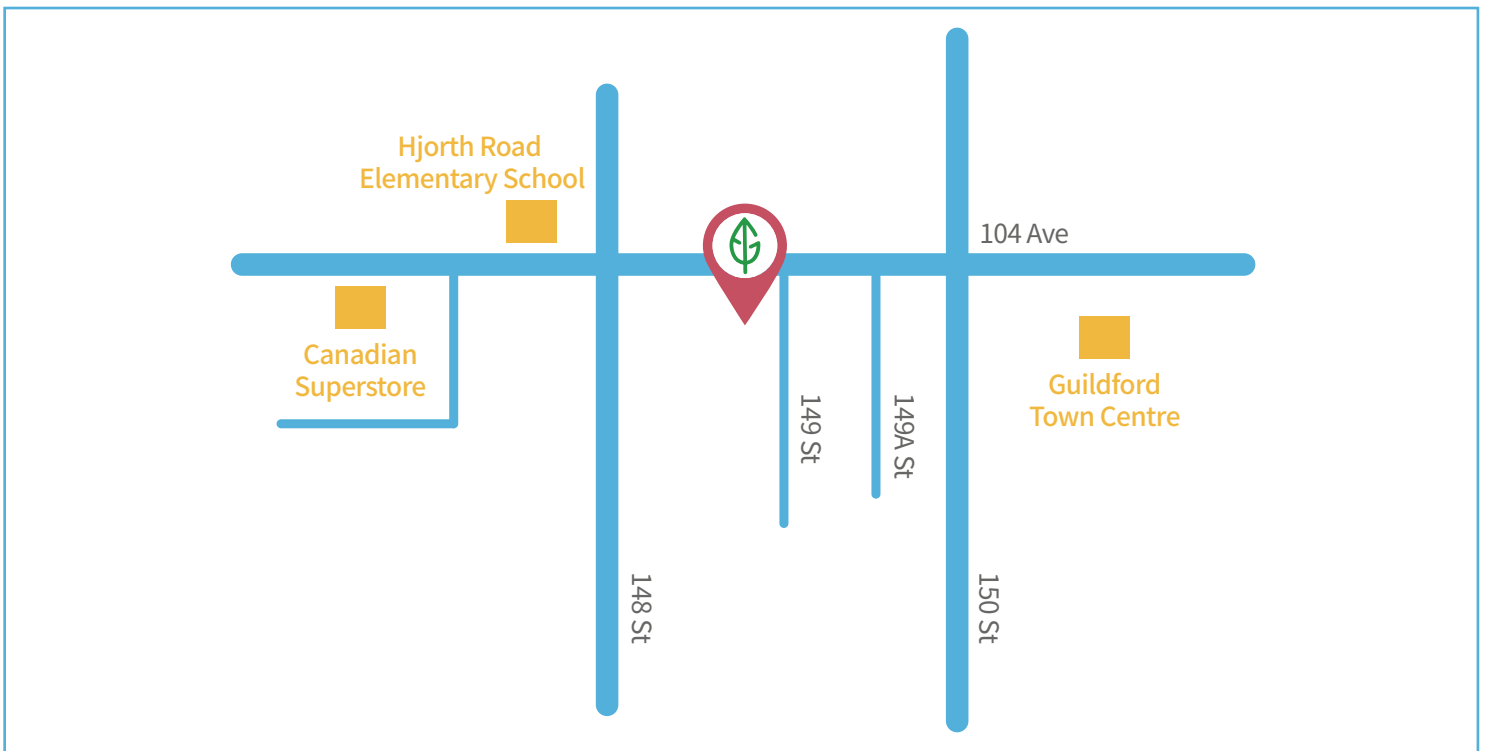 Hjorth Road
Elementary School
104 Ave
Canadian
Superstore
Guildford
Town Centre
149 St
149A St
148 St
150 St